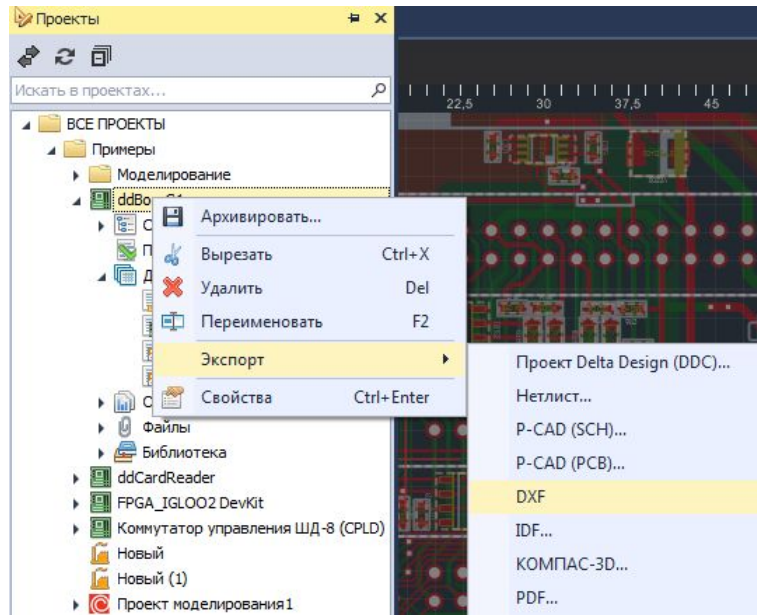 Проекты
Искать в проектах...
ВСЕ ПРОЕКТЫ
Примеры
Моделирование
Архивировать...
Вырезать Ctrl+X
Удалить Del
Переименовать F2
Экспорт
Свойства Ctrl+Enter
Файлы
Библиотека
ddCardReader
FPGA_IGLOO2 DevKit
Коммутатор управления ШД-8 (CPLD)
Новый
Новый (1)
Проект моделирования1
22,5 30 37,5 45
Проект Delta Design (DDC)...
Нетлист...
P-CAD (SCH)...
P-CAD (PCB)...
DXF
IDF...
КОМПАС-3D...
PDF...